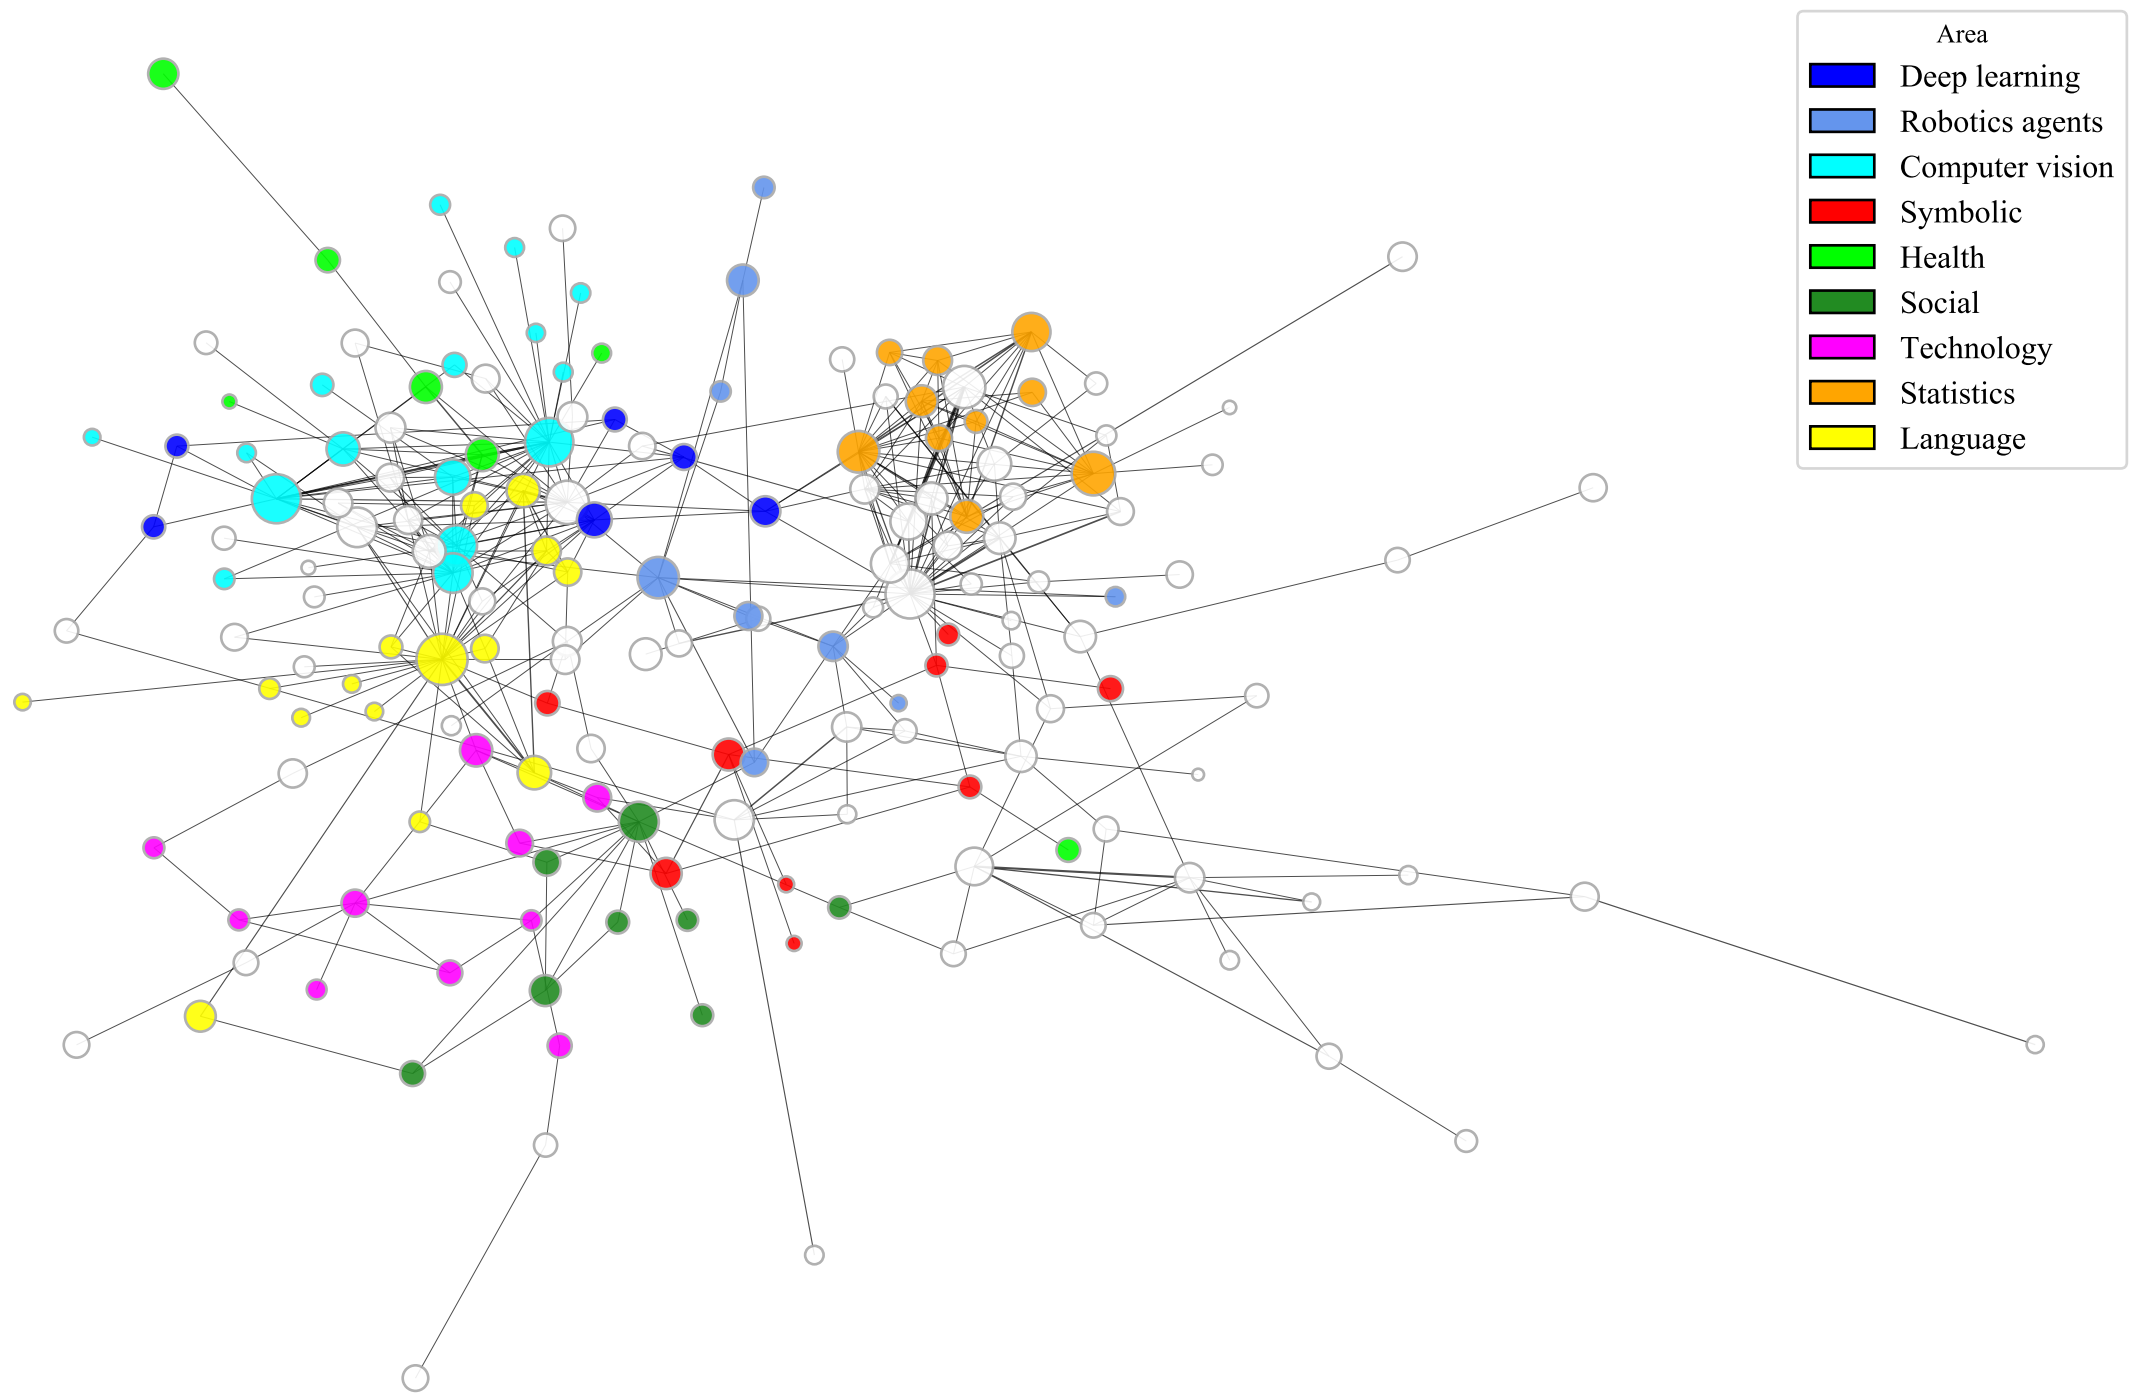 Area
Deep learning
Robotics agents
Computer vision
Symbolic
Health
Social
Technology
Statistics
Language